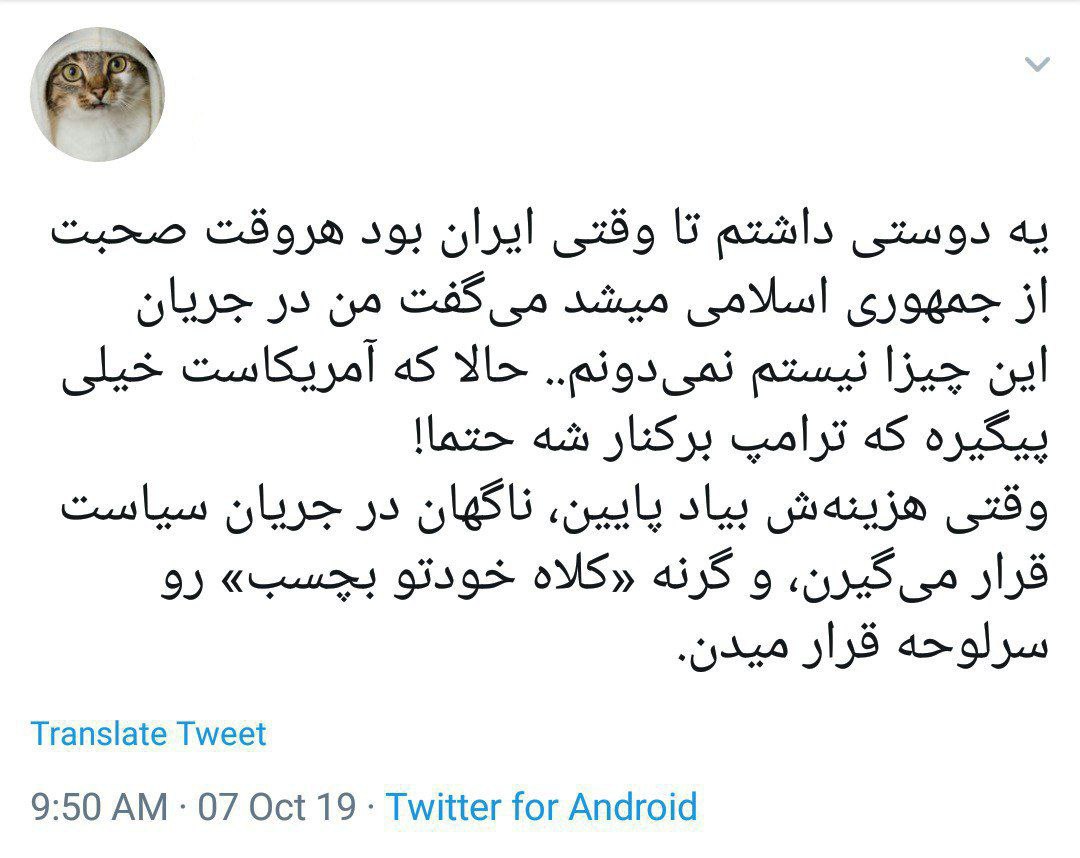 یه دوستی داشتم تا وقتی ایران بود هروقت صحبت
از جمهوری اسلامی میشد می‌گفت من در جریان
این چیزا نیستم نمی‌دونم.. حالا که آمریکاست خیلی
پیگیره که ترامپ برکنار شه حتما!
وقتی هزینه‌ش بیاد پایین، ناگهان در جریان سیاست
قرار می‌گیرن، و گرنه «کلاه خودتو بچسب» رو
سرلوحه قرار میدن.
Translate Tweet
9:50 AM · 07 Oct 19 · Twitter for Android